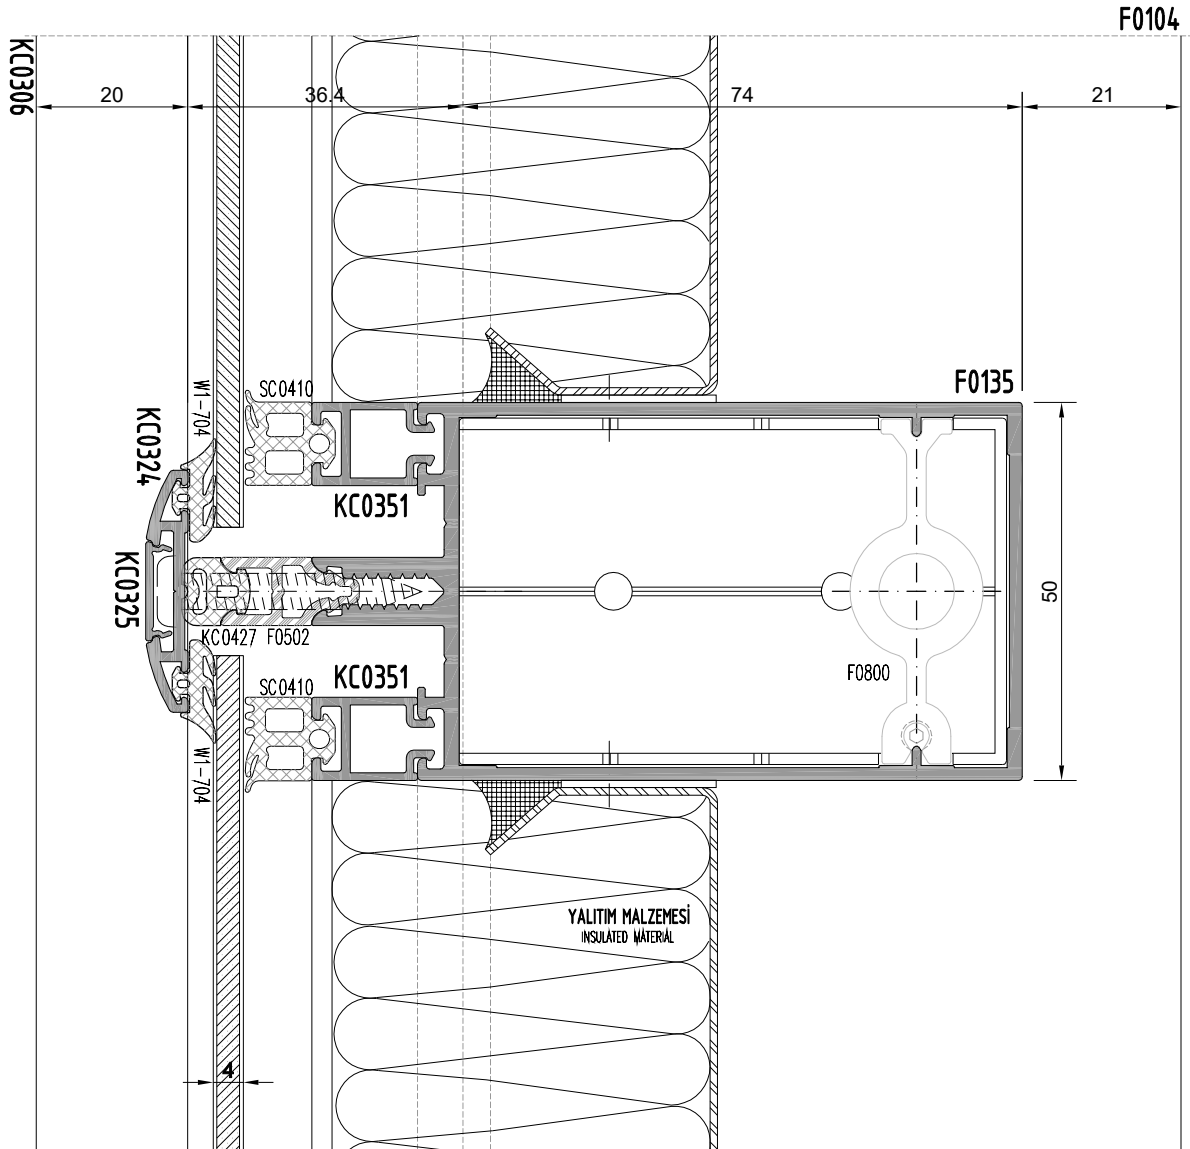 F0104
KC0306
20
36.4
74
21
F0135
SC0410
W1-704
KC0324
KC0351
KC0325
50
KC0427 F0502
KC0351
F0800
SC0410
W1-704
YALITIM MALZEMESİ
INSULATED MATERIAL
4